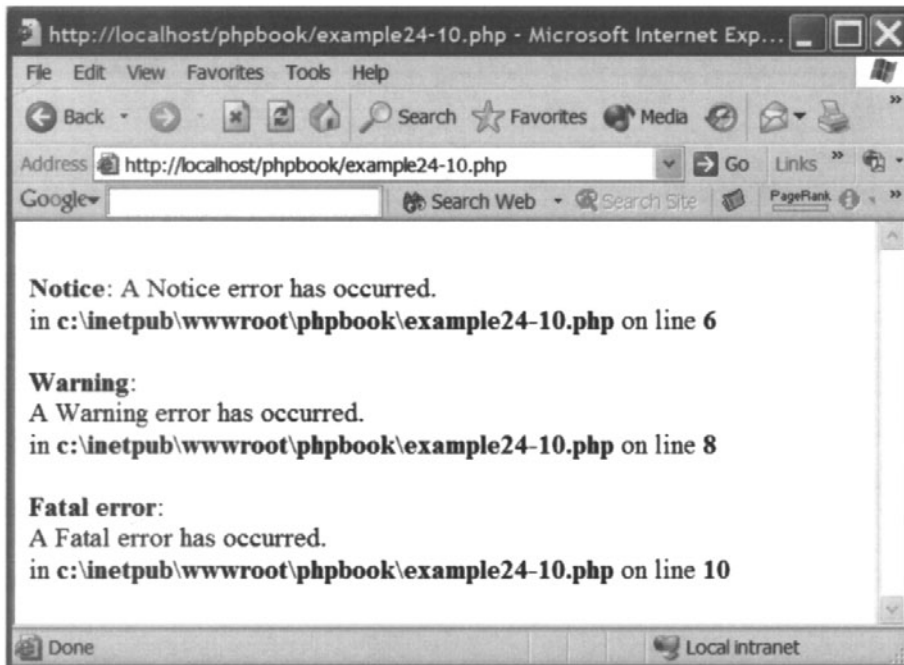 http://localhost/phpbook/example24-10.php - Microsoft Internet Exp...
File Edit View Favorites Tools Help
Back Search Favorites Media »
Address http://localhost/phpbook/example24-10.php Go Links »
Google Search Web Search Site PageRank »
Notice: A Notice error has occurred.
in c:\inetpub\wwwroot\phpbook\example24-10.php on line 6
Warning:
A Warning error has occurred.
in c:\inetpub\wwwroot\phpbook\example24-10.php on line 8
Fatal error:
A Fatal error has occurred.
in c:\inetpub\wwwroot\phpbook\example24-10.php on line 10
Done Local intranet